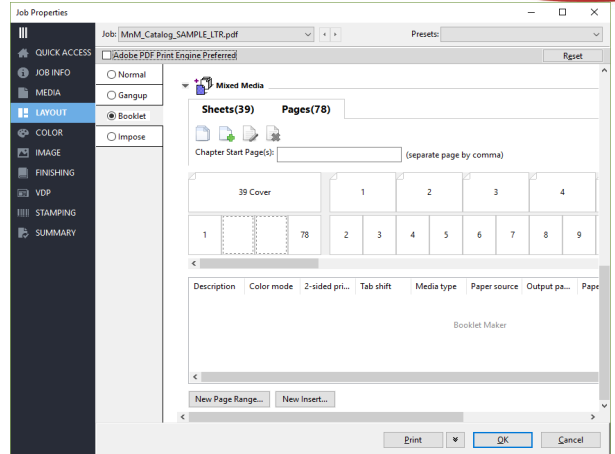 Job Properties
Job: MnM_Catalog_SAMPLE_LTR.pdf Presets:
QUICK ACCESS
JOB INFO
MEDIA
LAYOUT
COLOR
IMAGE
FINISHING
VDP
STAMPING
SUMMARY
Adobe PDF Print Engine Preferred Reset
Normal
Gangup
Booklet
Impose
Mixed Media
Sheets(39) Pages(78)
Chapter Start Page(s): (separate page by comma)
39 Cover 1 2 3 4
1 78 2 3 4 5 6 7 8 9
Description Color mode 2-sided pri... Tab shift Media type Paper source Output pa... Pape
Booklet Maker
New Page Range... New Insert...
Print OK Cancel